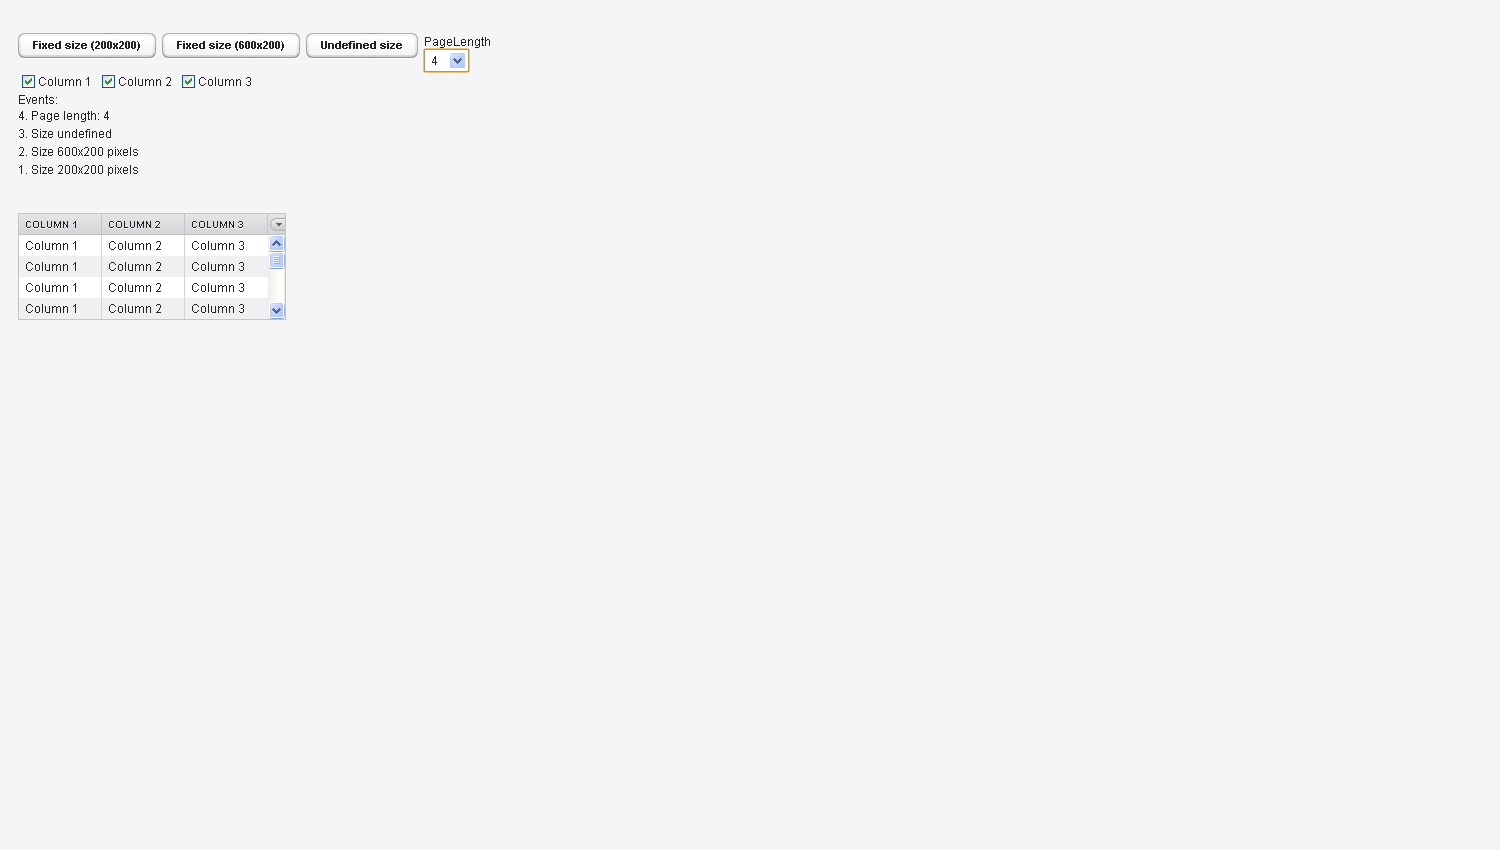 Fixed size (200x200) Fixed size (600x200) Undefined size PageLength
4
Column 1 Column 2 Column 3
Events:
4. Page length: 4
3. Size undefined
2. Size 600x200 pixels
1. Size 200x200 pixels
COLUMN 1 COLUMN 2 COLUMN 3
Column 1 Column 2 Column 3
Column 1 Column 2 Column 3
Column 1 Column 2 Column 3
Column 1 Column 2 Column 3